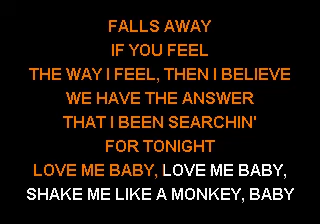 FALLS AWAY
IF YOU FEEL
THE WAY I FEEL, THEN I BELIEVE
WE HAVE THE ANSWER
THAT I BEEN SEARCHIN'
FOR TONIGHT
LOVE ME BABY, LOVE ME BABY,
SHAKE ME LIKE A MONKEY, BABY